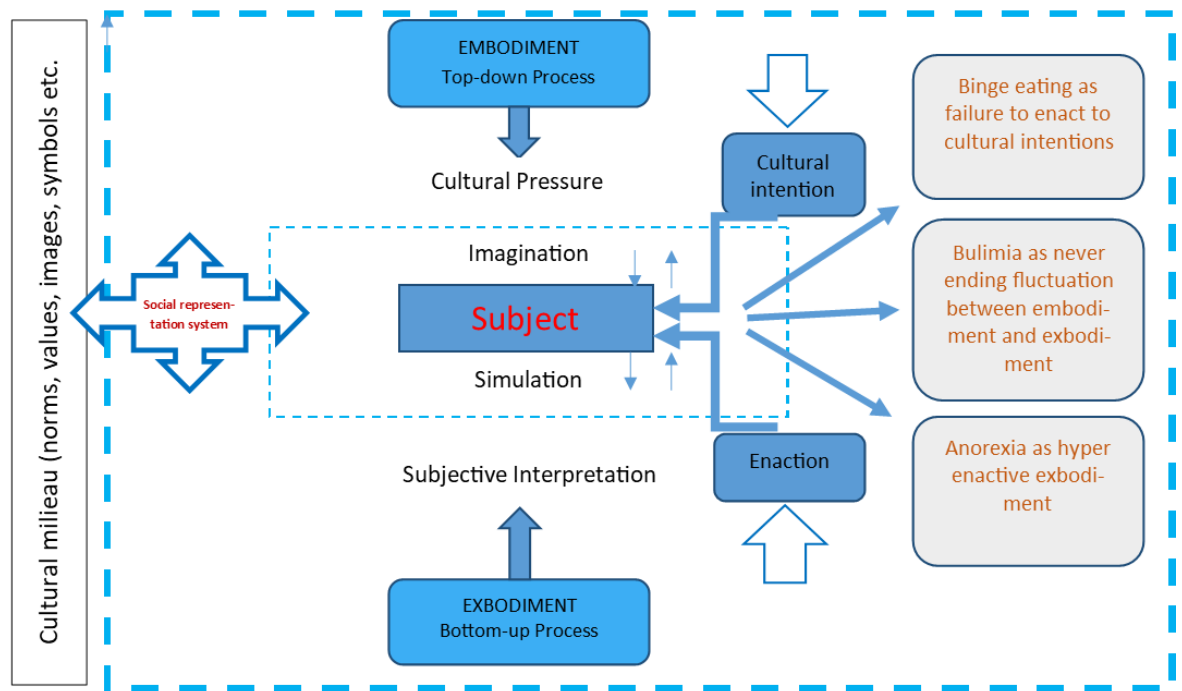 Cultural milieau (norms, values, images, symbols etc.
EMBODIMENT
Top-down Process
Cultural Pressure
Cultural
intention
Binge eating as
failure to enact to
cultural intentions
Imagination
Social represen-
tation system
Subject
Simulation
Bulimia as never
ending fluctuation
between embodi-
ment and exbodi-
ment
Subjective Interpretation
Enaction
Anorexia as hyper
enactive exbodi-
ment
EXBODIMENT
Bottom-up Process